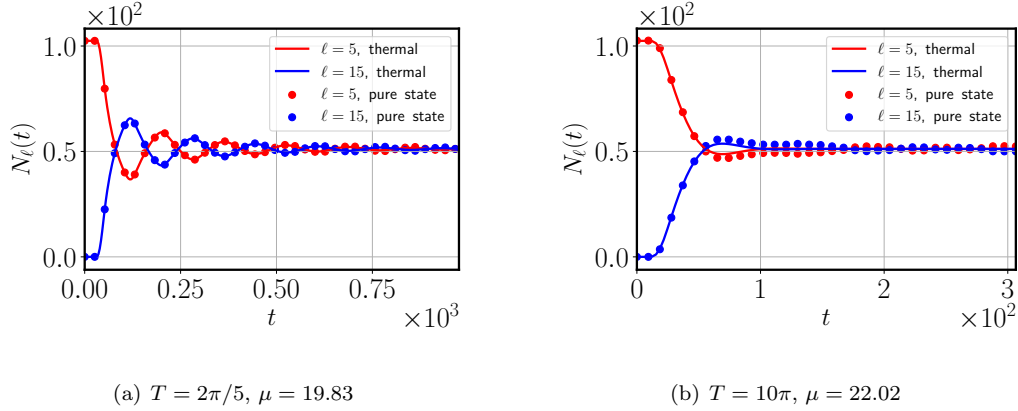 ×10²
1.0
0.5
0.0
N_ℓ(t)
ℓ = 5, thermal
ℓ = 15, thermal
ℓ = 5, pure state
ℓ = 15, pure state
0.00 0.25 0.50 0.75
t
×10³
(a) T = 2π/5, μ = 19.83
×10²
1.0
0.5
0.0
N_ℓ(t)
ℓ = 5, thermal
ℓ = 15, thermal
ℓ = 5, pure state
ℓ = 15, pure state
0 1 2 3
t
×10²
(b) T = 10π, μ = 22.02